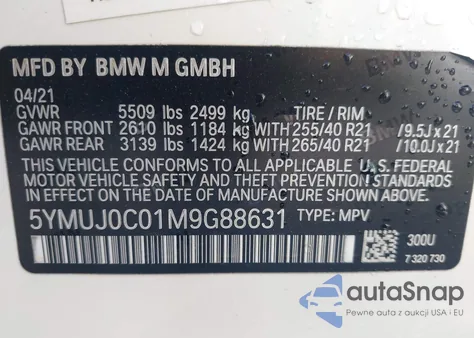 MFD BY BMW M GMBH
04/21
GVWR 5509 lbs 2499 kg TIRE / RIM
GAWR FRONT 2610 lbs 1184 kg WITH 255/40 R21 /9.5J x 21
GAWR REAR 3139 lbs 1424 kg WITH 265/40 R21 /10.0J x 21
THIS VEHICLE CONFORMS TO ALL APPLICABLE U.S. FEDERAL
MOTOR VEHICLE SAFETY, BUMPER AND THEFT PREVENTION STANDARDS
IN EFFECT ON THE DATE OF MANUFACTURE SHOWN ABOVE.
5YMUJ0C01M9G88631 TYPE: MPV
300U
7 320 730
autoSnap
Pewne auta z aukcji USA i EU